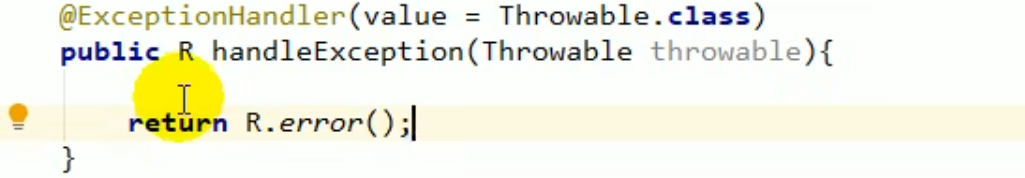 @ExceptionHandler(value = Throwable.class)
public R handleException(Throwable throwable){
return R.error();
}